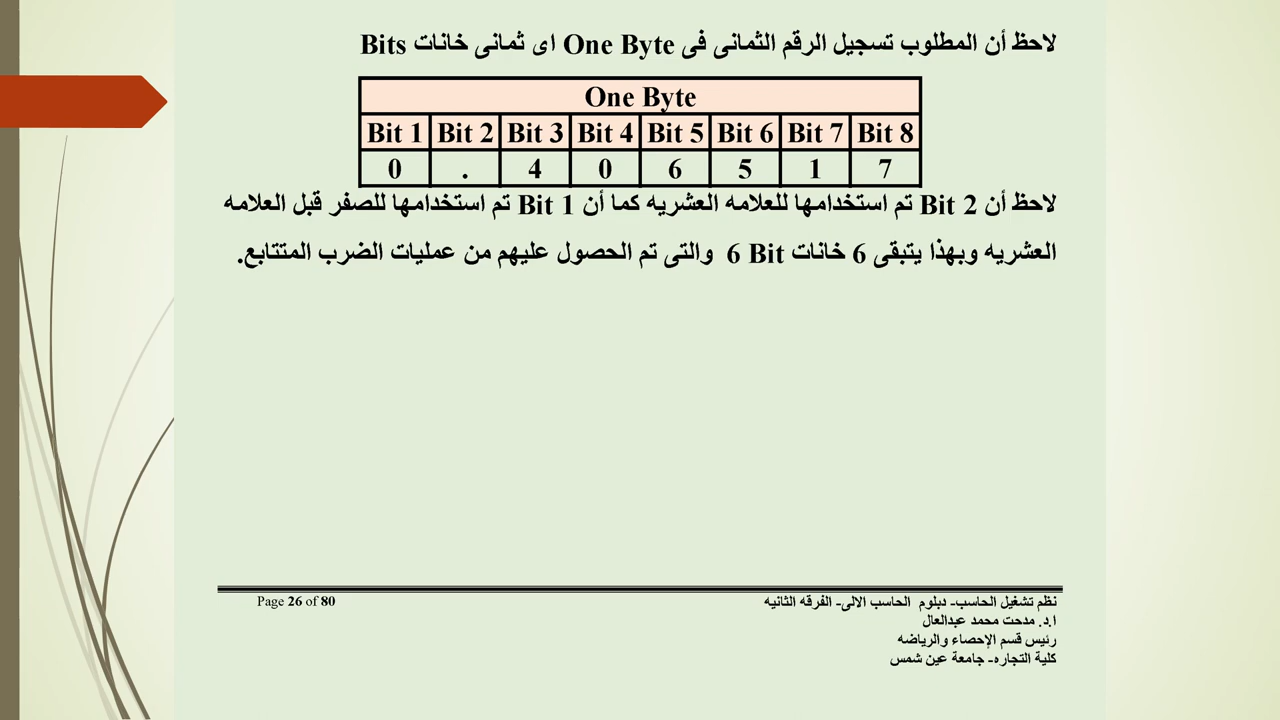 لاحظ أن المطلوب تسجيل الرقم الثمانى فى One Byte اى ثمانى خانات Bits
One Byte
Bit 1 Bit 2 Bit 3 Bit 4 Bit 5 Bit 6 Bit 7 Bit 8
0 . 4 0 6 5 1 7
لاحظ أن Bit 2 تم استخدامها للعلامه العشريه كما أن Bit 1 تم استخدامها للصفر قبل العلامه
العشريه وبهذا يتبقى 6 خانات 6 Bit والتى تم الحصول عليهم من عمليات الضرب المتتابع.
نظم تشغيل الحاسب- دبلوم الحاسب الالى- الفرقه الثانيه
Page 26 of 80
ا.د. مدحت محمد عبدالعال
رئيس قسم الإحصاء والرياضه
كلية التجاره- جامعة عين شمس